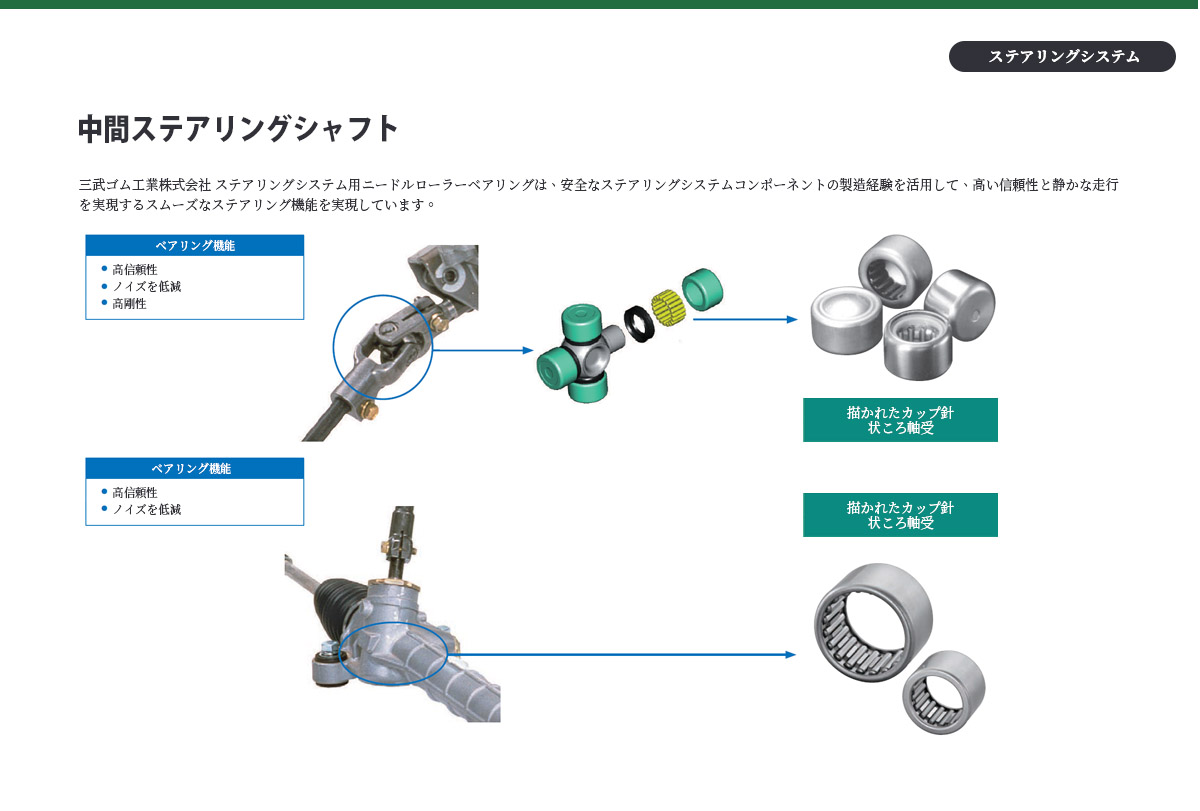 ステアリングシステム
中間ステアリングシャフト
三武ゴム工業株式会社 ステアリングシステム用ニードルローラーベアリングは、安全なステアリングシステムコンポーネントの製造経験を活用して、高い信頼性と静かな走行
を実現するスムーズなステアリング機能を実現しています。
ベアリング機能
高信頼性
ノイズを低減
高剛性
描かれたカップ針
状ころ軸受
ベアリング機能
高信頼性
ノイズを低減
描かれたカップ針
状ころ軸受